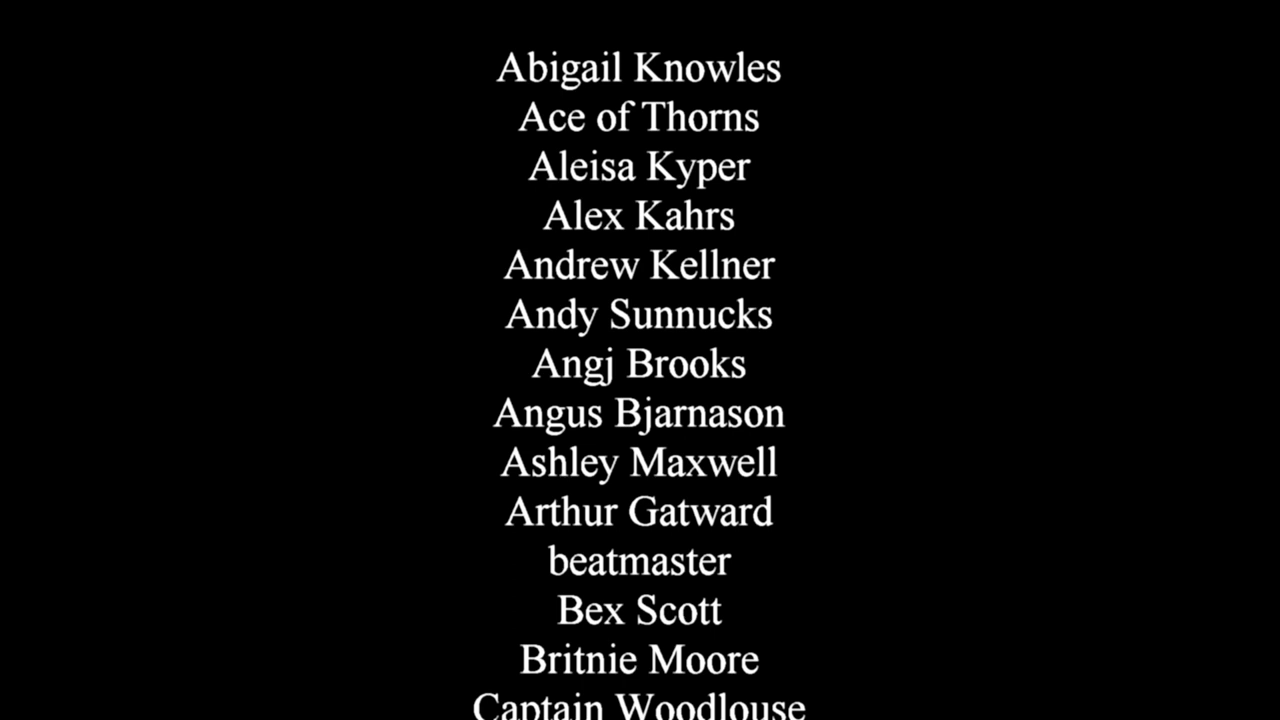 Abigail Knowles
Ace of Thorns
Aleisa Kyper
Alex Kahrs
Andrew Kellner
Andy Sunnucks
Angj Brooks
Angus Bjarnason
Ashley Maxwell
Arthur Gatward
beatmaster
Bex Scott
Britnie Moore
Captain Woodlouse